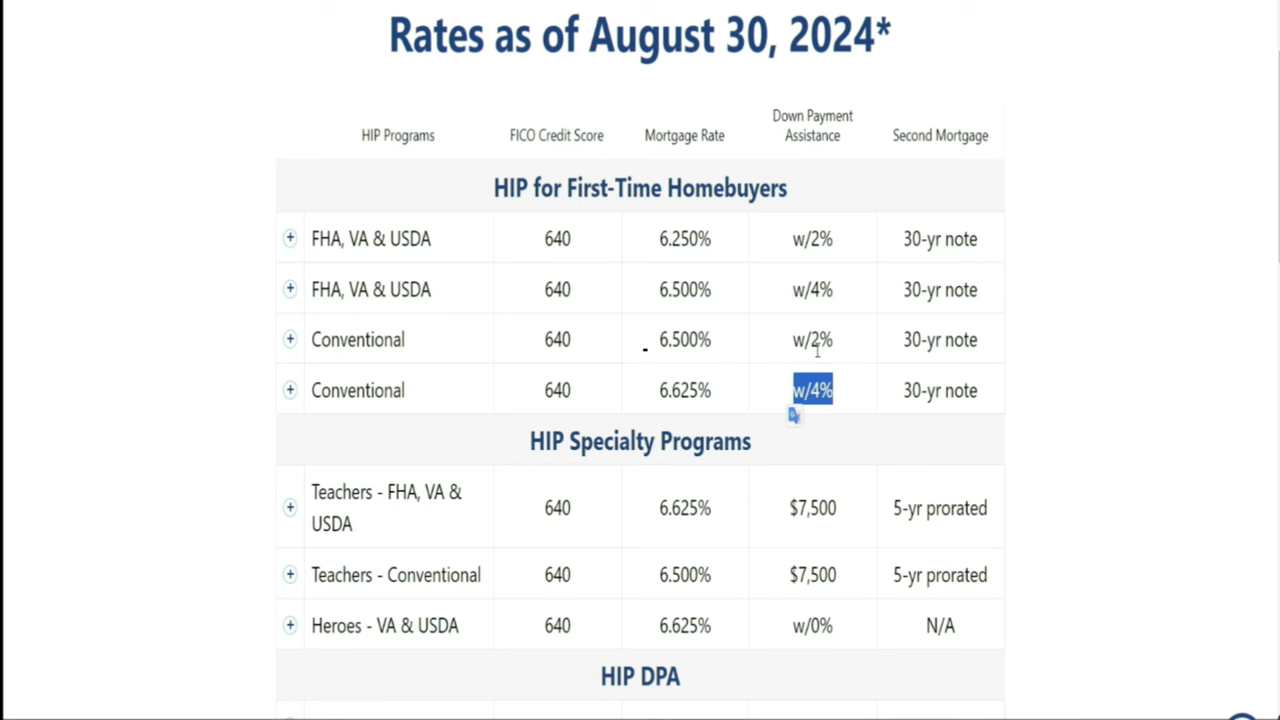 Rates as of August 30, 2024*
HIP Programs FICO Credit Score Mortgage Rate Down Payment Assistance Second Mortgage
HIP for First-Time Homebuyers
FHA, VA & USDA 640 6.250% w/2% 30-yr note
FHA, VA & USDA 640 6.500% w/4% 30-yr note
Conventional 640 6.500% w/2% 30-yr note
Conventional 640 6.625% w/4% 30-yr note
HIP Specialty Programs
Teachers - FHA, VA & USDA 640 6.625% $7,500 5-yr prorated
Teachers - Conventional 640 6.500% $7,500 5-yr prorated
Heroes - VA & USDA 640 6.625% w/0% N/A
HIP DPA